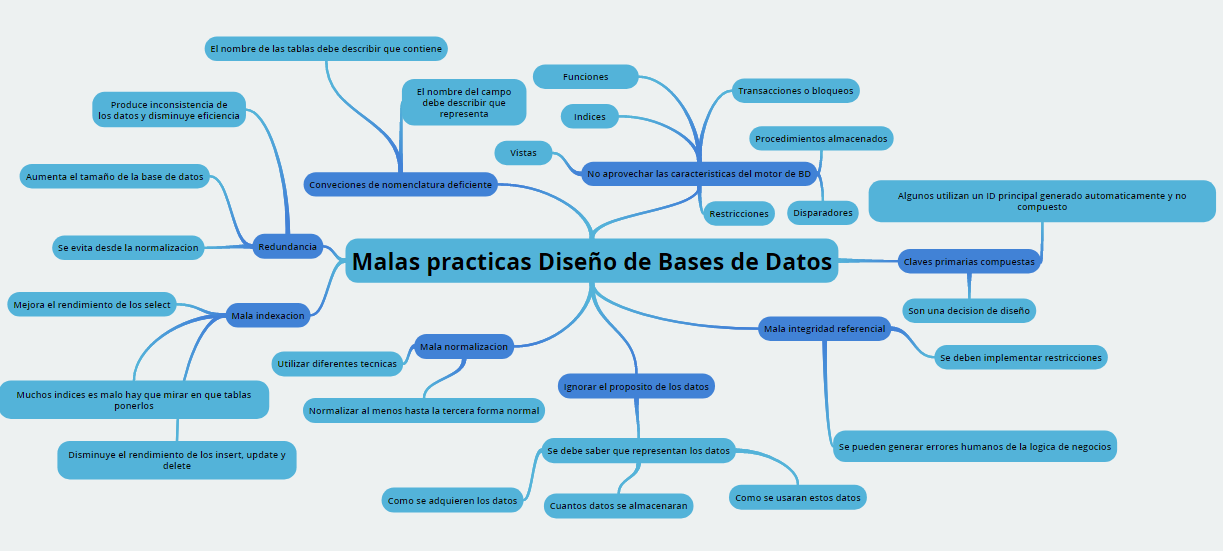 El nombre de las tablas debe describir que contiene
Funciones
El nombre del campo
debe describir que
representa
Transacciones o bloqueos
Produce inconsistencia de
los datos y disminuye eficiencia
Indices
Procedimientos almacenados
Vistas
No aprovechar las caracteristicas del motor de BD
Aumenta el tamaño de la base de datos
Conveciones de nomenclatura deficiente
Algunos utilizan un ID principal generado automaticamente y no
compuesto
Restricciones
Disparadores
Se evita desde la normalizacion
Redundancia
Malas practicas Diseño de Bases de Datos
Claves primarias compuestas
Mejora el rendimiento de los select
Mala indexacion
Son una decision de diseño
Mala integridad referencial
Mala normalizacion
Se deben implementar restricciones
Utilizar diferentes tecnicas
Ignorar el proposito de los datos
Muchos indices es malo hay que mirar en que tablas
ponerlos
Normalizar al menos hasta la tercera forma normal
Se pueden generar errores humanos de la logica de negocios
Se debe saber que representan los datos
Disminuye el rendimiento de los insert, update y
delete
Como se adquieren los datos
Cuantos datos se almacenaran
Como se usaran estos datos